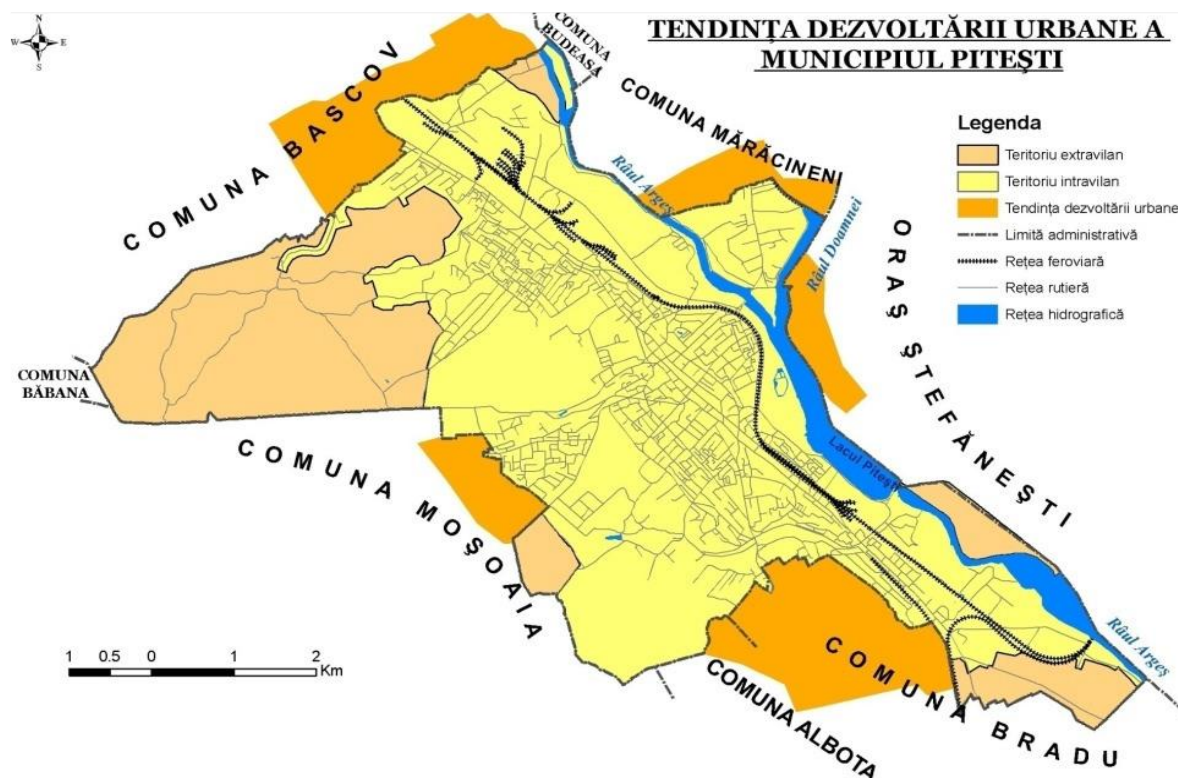 N
W E
S
TENDINȚA DEZVOLTĂRII URBANE A
MUNICIPIUL PITEȘTI
COMUNA
BUDEASA
COMUNA BASCOV
COMUNA MĂRĂCINENI
Râul Argeș
Râul Doamnei
ORAȘ ȘTEFĂNEȘTI
Legenda
Teritoriu extravilan
Teritoriu intravilan
Tendința dezvoltării urbane
Limită administrativă
Rețea feroviară
Rețea rutieră
Rețea hidrografică
COMUNA
BĂBANA
COMUNA MOȘOAIA
Lacul Pitești
Râul Argeș
COMUNA BRADU
COMUNA ALBOTA
1 0.5 0 1 2
Km